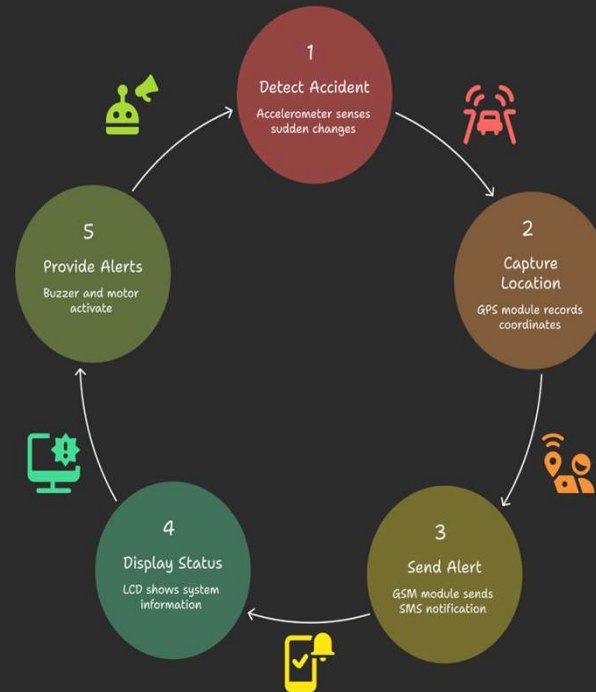 1
Detect Accident
Accelerometer senses
sudden changes
2
Capture
Location
GPS module records
coordinates
3
Send Alert
GSM module sends
SMS notification
4
Display Status
LCD shows system
information
5
Provide Alerts
Buzzer and motor
activate